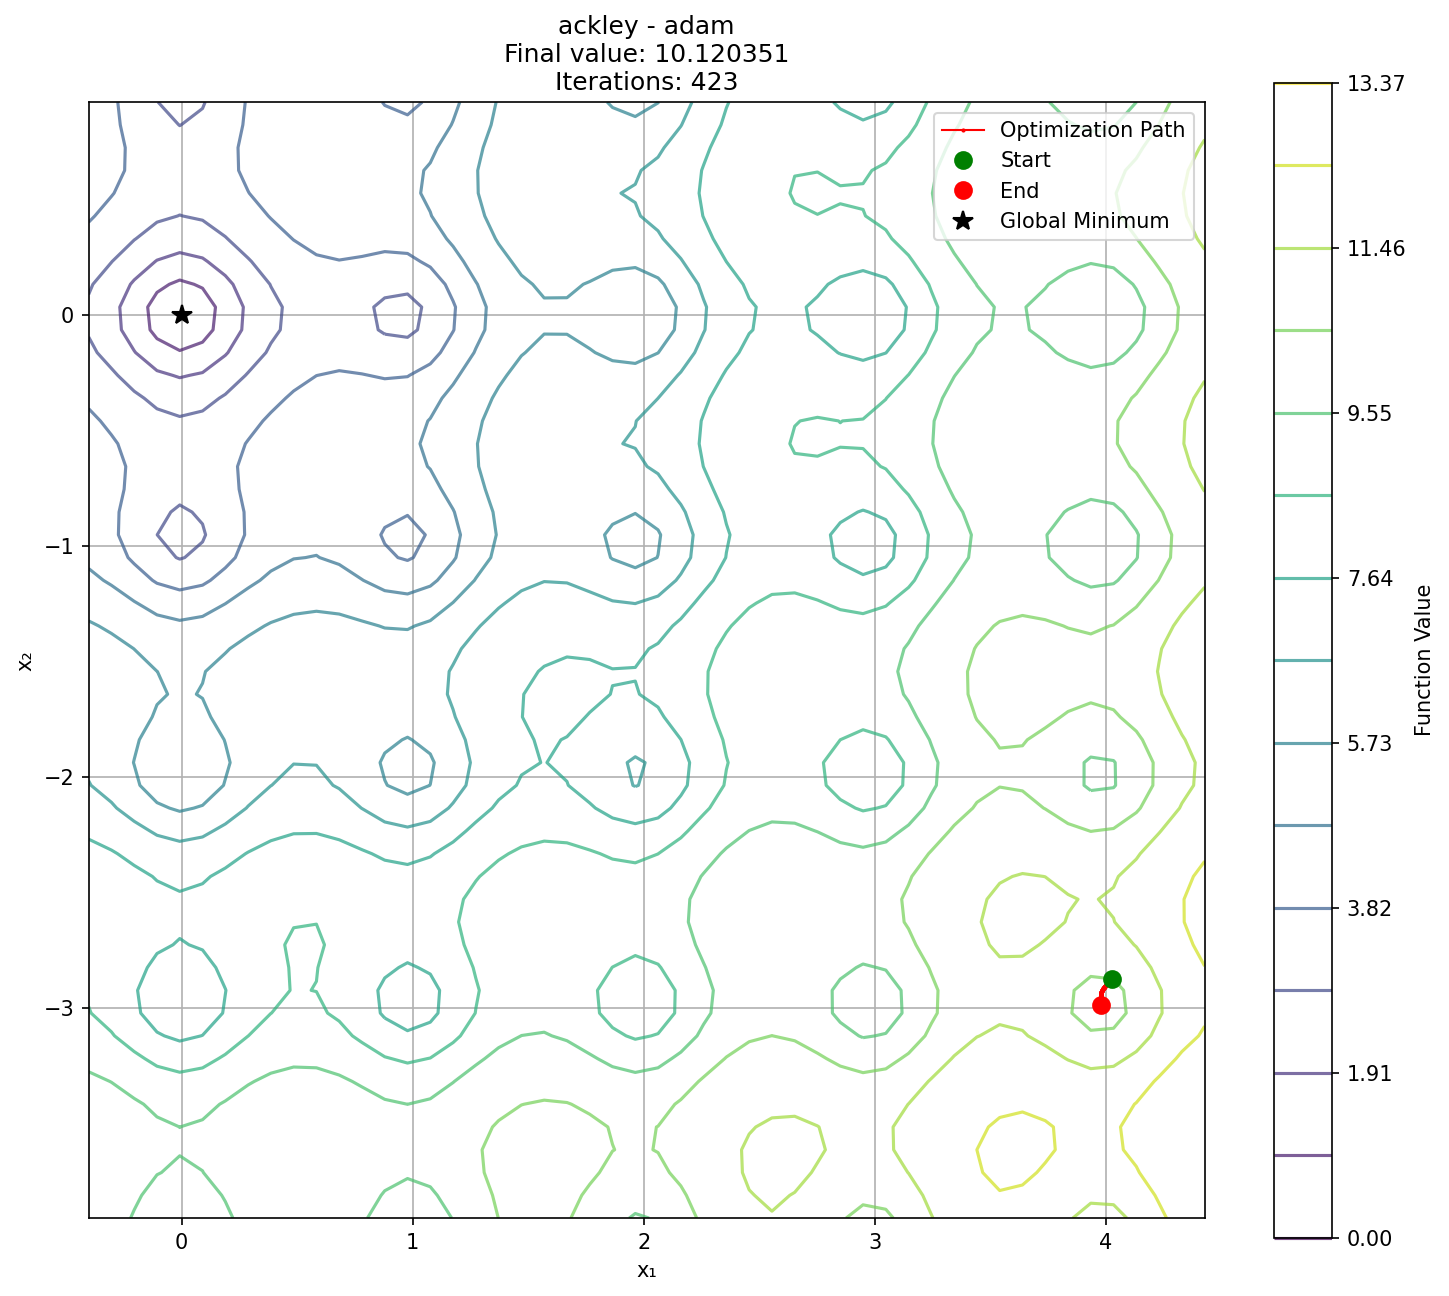 ackley - adam
Final value: 10.120351
Iterations: 423
Optimization Path
Start
End
Global Minimum
0
−1
−2
−3
x₂
0
1
2
3
4
x₁
13.37
11.46
9.55
7.64
5.73
3.82
1.91
0.00
Function Value